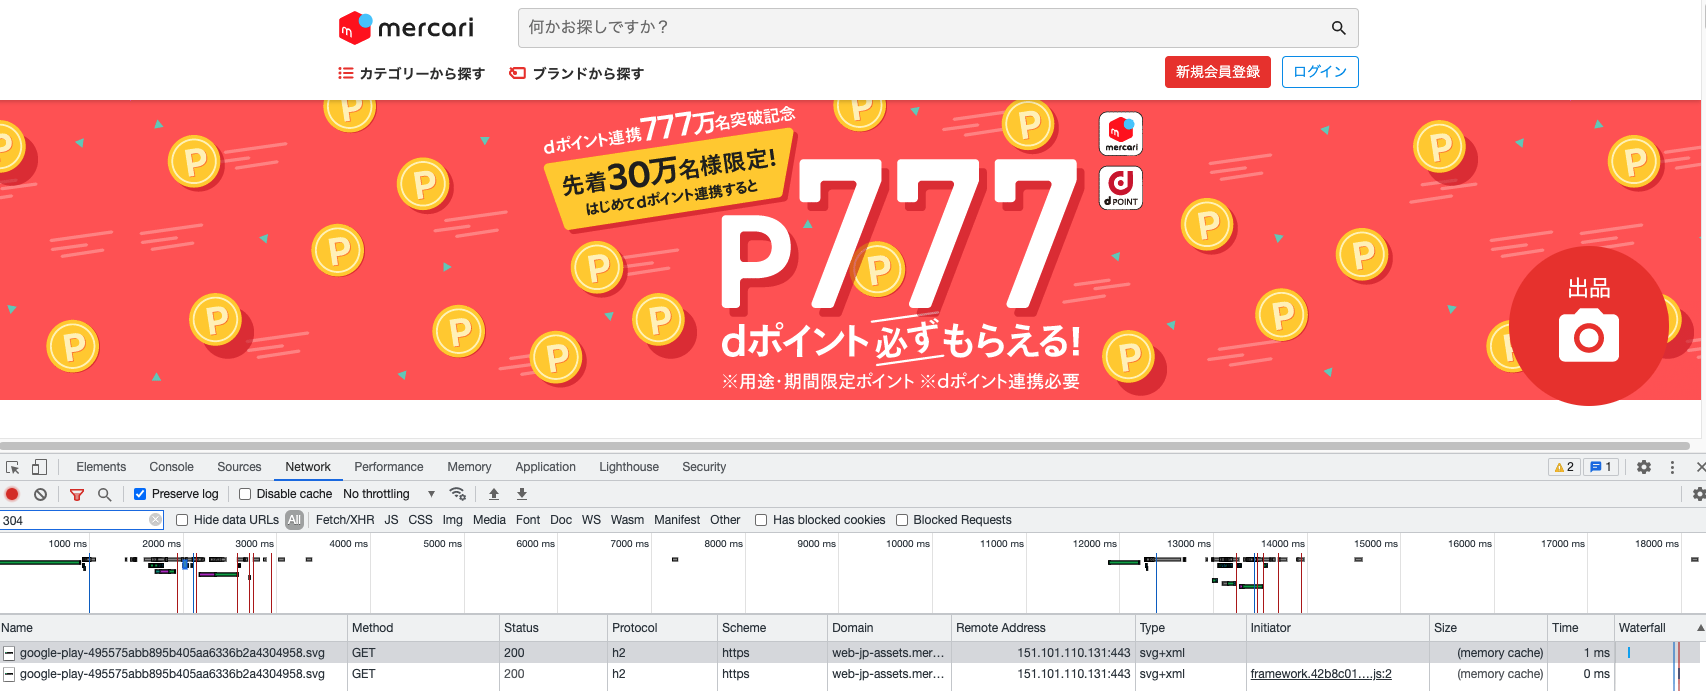 mercari
何かお探しですか？
カテゴリーから探す ブランドから探す 新規会員登録 ログイン
dポイント連携777万名突破記念
先着30万名様限定!
はじめてdポイント連携すると
P777
mercari
d POINT
dポイント必ずもらえる!
※用途・期間限定ポイント ※dポイント連携必要
出品
Elements Console Sources Network Performance Memory Application Lighthouse Security 2 1
Preserve log Disable cache No throttling
304 Hide data URLs All Fetch/XHR JS CSS Img Media Font Doc WS Wasm Manifest Other Has blocked cookies Blocked Requests
1000 ms 2000 ms 3000 ms 4000 ms 5000 ms 6000 ms 7000 ms 8000 ms 9000 ms 10000 ms 11000 ms 12000 ms 13000 ms 14000 ms 15000 ms 16000 ms 17000 ms 18000 ms
Name Method Status Protocol Scheme Domain Remote Address Type Initiator Size Time Waterfall
google-play-495575abb895b405aa6336b2a4304958.svg GET 200 h2 https web-jp-assets.mer... 151.101.110.131:443 svg+xml (memory cache) 1 ms
google-play-495575abb895b405aa6336b2a4304958.svg GET 200 h2 https web-jp-assets.mer... 151.101.110.131:443 svg+xml framework.42b8c01....js:2 (memory cache) 0 ms